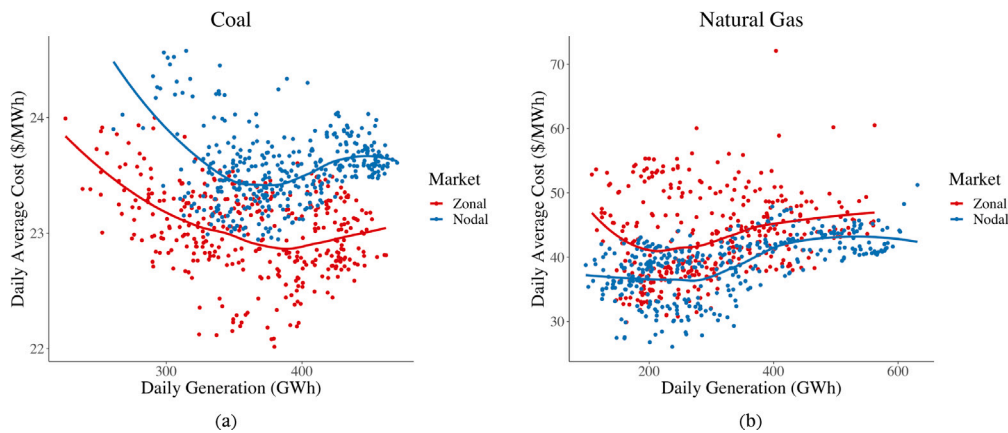 Coal
Daily Average Cost ($/MWh)
24
23
22
300
400
Daily Generation (GWh)
Market
Zonal
Nodal
(a)
Natural Gas
Daily Average Cost ($/MWh)
70
60
50
40
30
200
400
600
Daily Generation (GWh)
Market
Zonal
Nodal
(b)